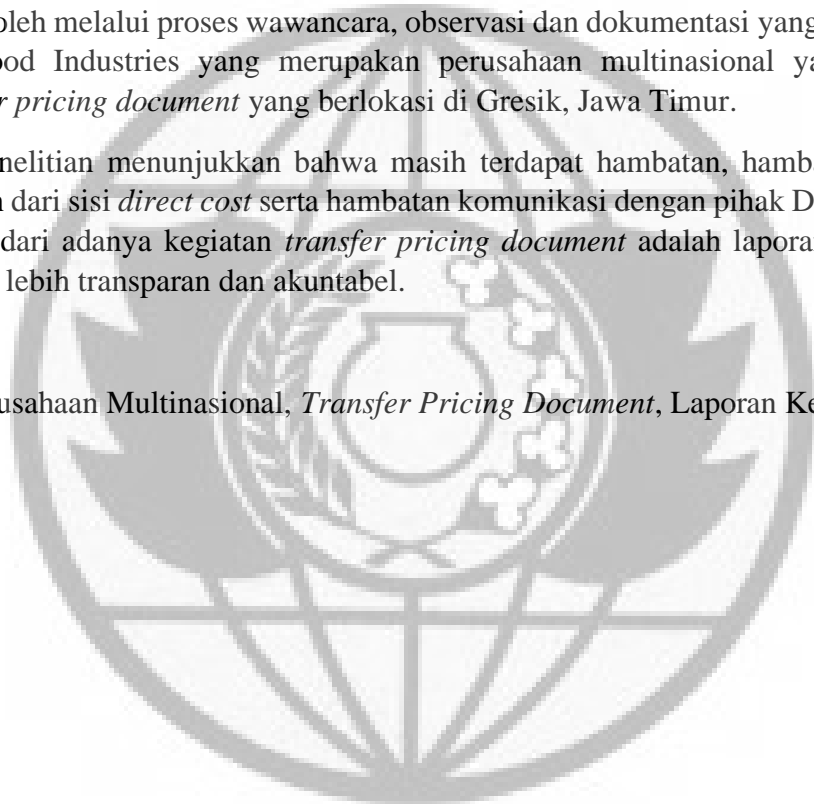 oleh melalui proses wawancara, observasi dan dokumentasi yang
ood Industries yang merupakan perusahaan multinasional ya
r pricing document yang berlokasi di Gresik, Jawa Timur.
nelitian menunjukkan bahwa masih terdapat hambatan, hamba
dari sisi direct cost serta hambatan komunikasi dengan pihak D
dari adanya kegiatan transfer pricing document adalah lapora
lebih transparan dan akuntabel.
usahaan Multinasional, Transfer Pricing Document, Laporan Ke